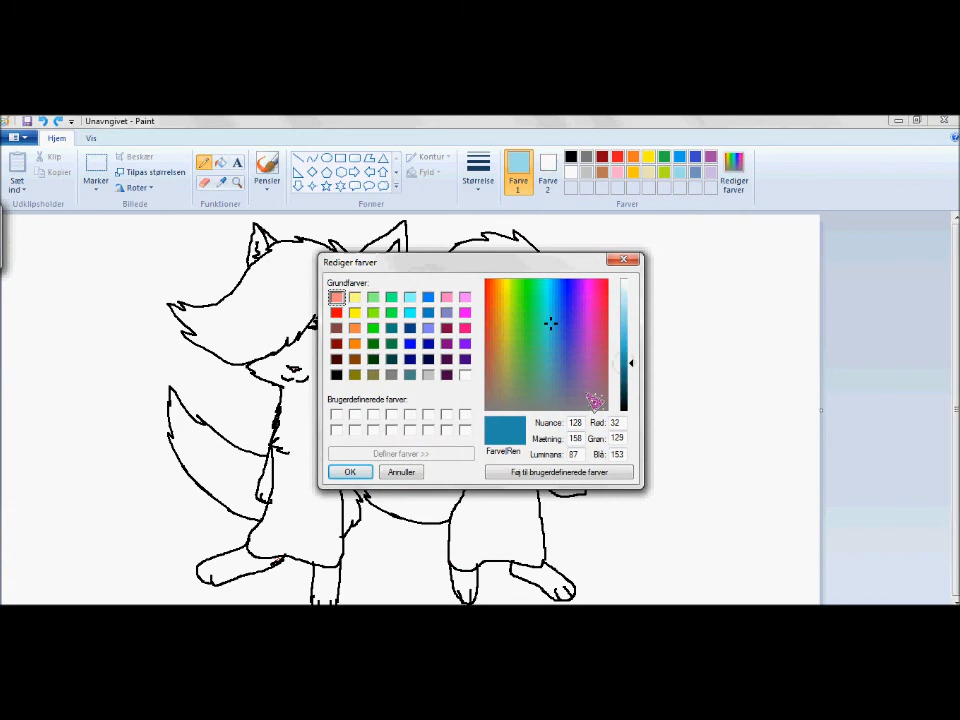 Unavngivet - Paint
Hjem Vis
Sæt ind
Klip
Kopier
Udklipsholder
Marker
Beskær
Tilpas størrelsen
Roter
Billede
A
Funktioner
Pensler
Kontur
Fyld
Former
Størrelse
Farve 1
Farve 2
Rediger farver
Farver
Rediger farver
Grundfarver:
Brugerdefinerede farver:
Definer farver >>
OK Annuller
Farve|Ren
Nuance: 128 Rød: 32
Mætning: 158 Grøn: 129
Luminans: 87 Blå: 153
Føj til brugerdefinerede farver